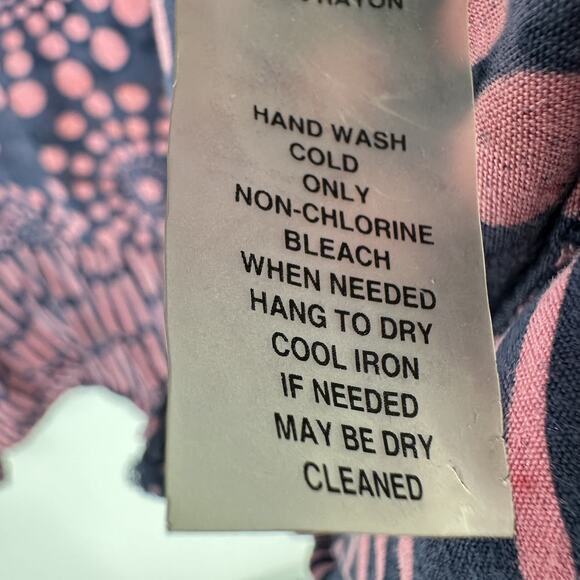 RAYON
HAND WASH
COLD
ONLY
NON-CHLORINE
BLEACH
WHEN NEEDED
HANG TO DRY
COOL IRON
IF NEEDED
MAY BE DRY
CLEANED